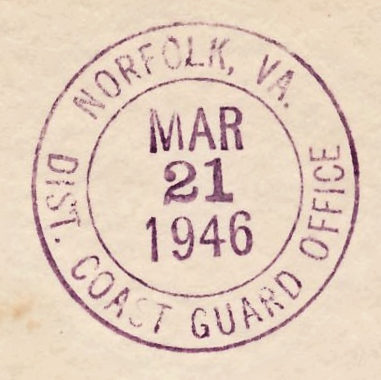 NORFOLK, VA.
MAR
21
1946
DIST. COAST GUARD OFFICE